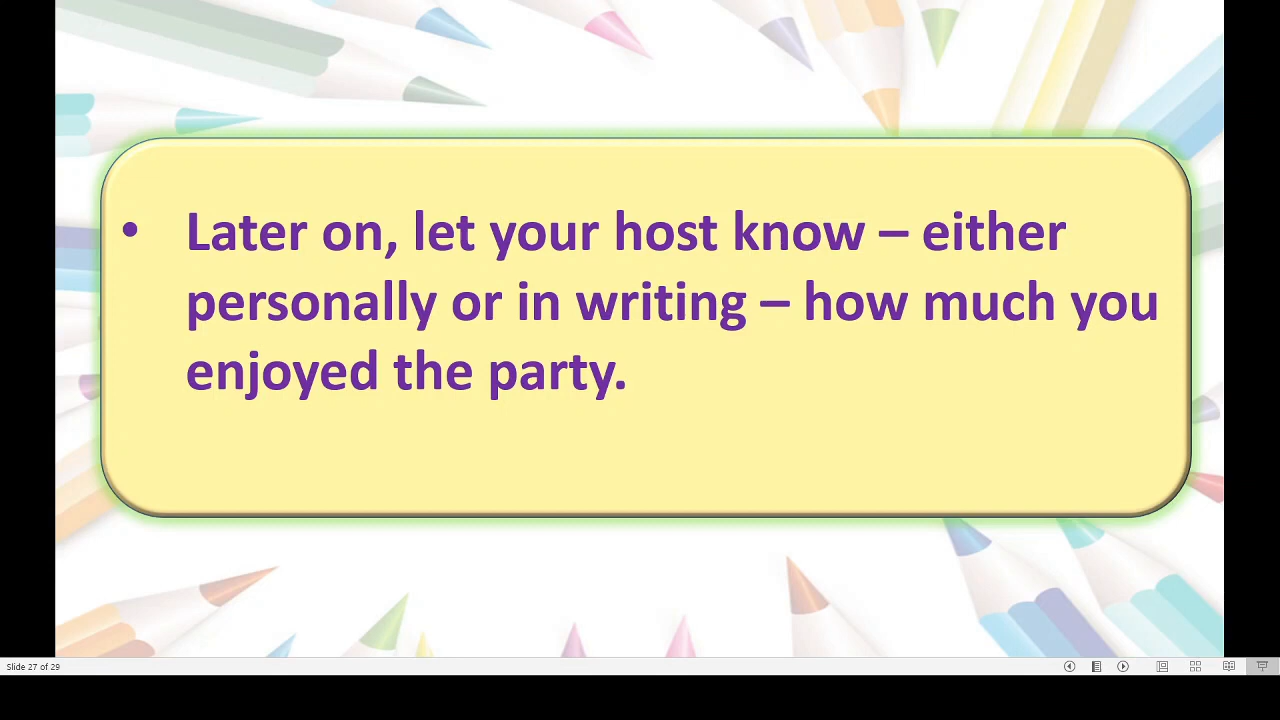 • Later on, let your host know – either
personally or in writing – how much you
enjoyed the party.
Slide 27 of 29